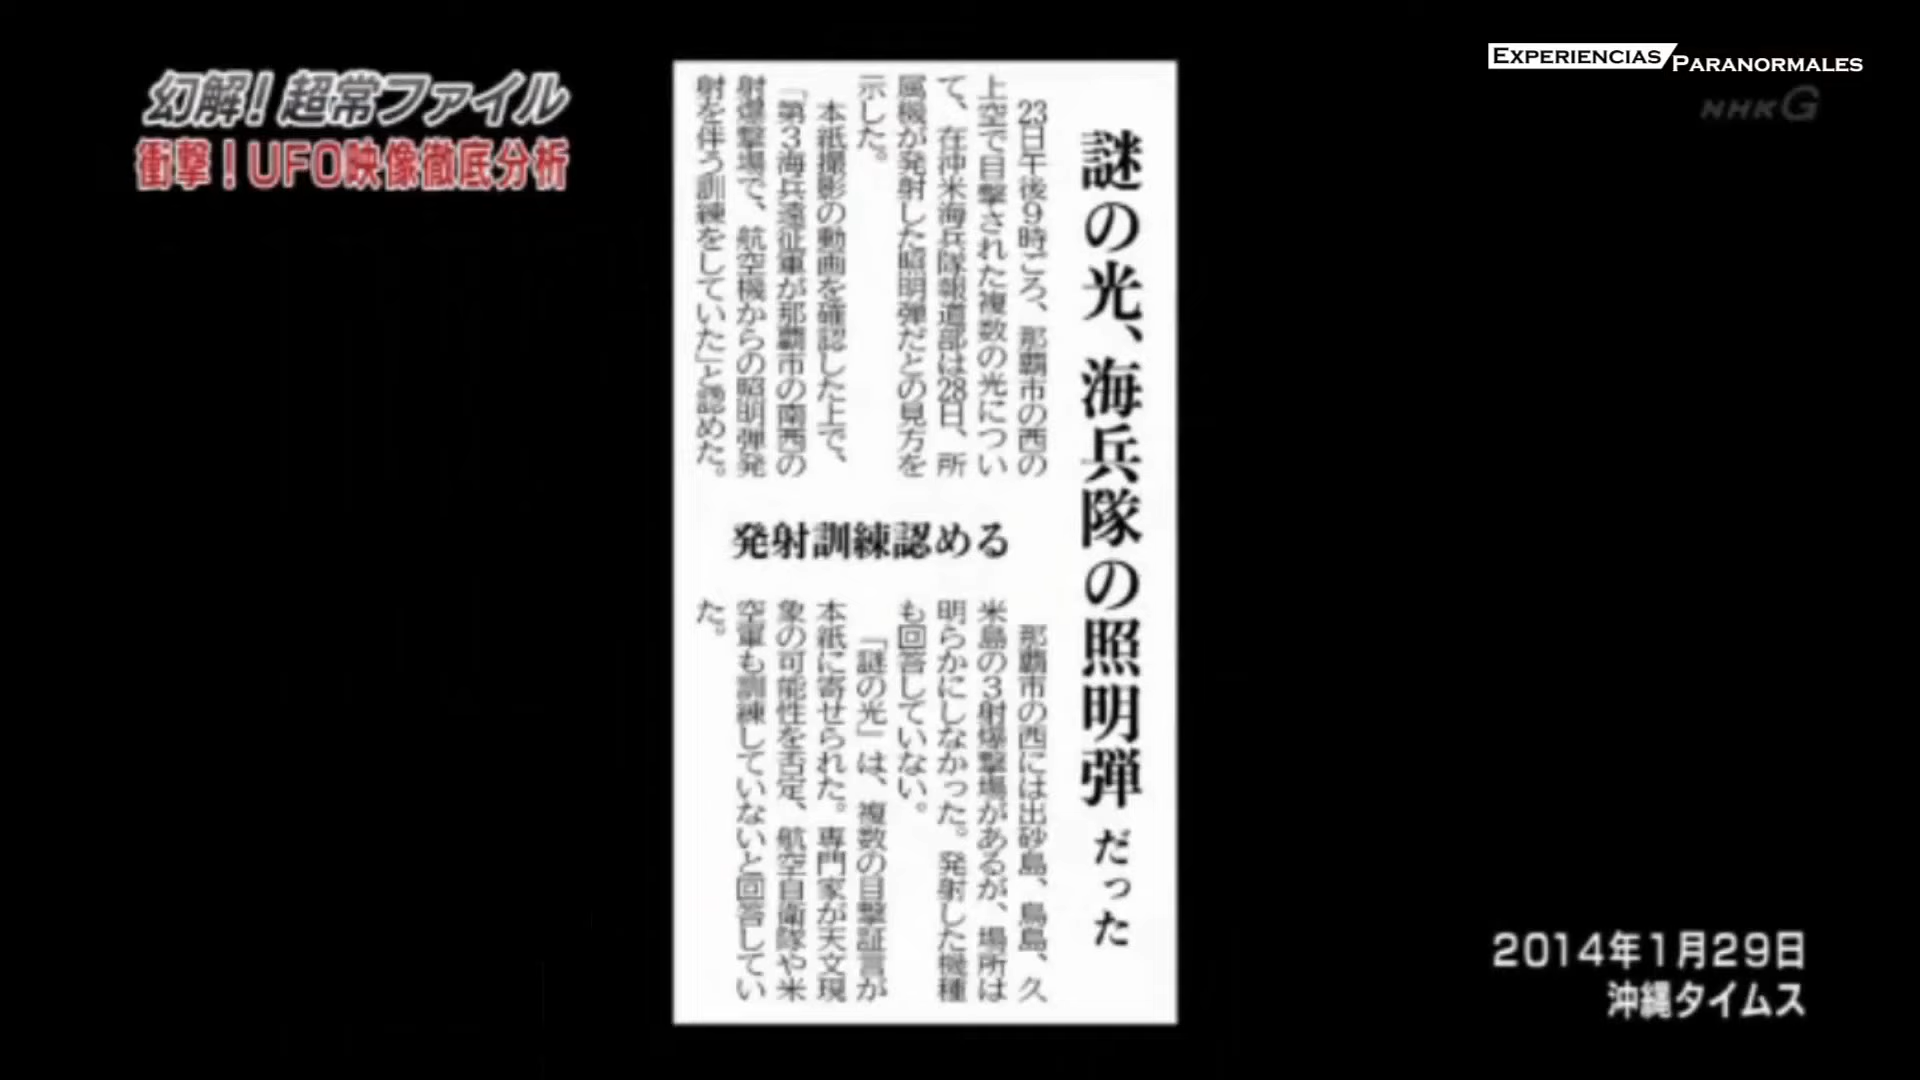 幻解!超常ファイル
衝撃!UFO映像徹底分析
EXPERIENCIAS PARANORMALES
NHK G
謎の光、海兵隊の照明弾だった
23日午後9時ごろ、那覇市の西の
上空で目撃された複数の光につい
て、在沖米海兵隊報道部は28日、所
属機が発射した照明弾だとの見方を
示した。
本紙撮影の動画を確認した上で、
「第3海兵遠征軍が那覇市の南西の
射爆撃場で、航空機からの照明弾発
射を伴う訓練をしていた」と認めた。
発射訓練認める
那覇市の西には出砂島、鳥島、久
米島の3射爆撃場があるが、場所は
明らかにしなかった。発射した機種
も回答していない。
「謎の光」は、複数の目撃証言が
本紙に寄せられた。専門家が天文現
象の可能性を否定、航空自衛隊や米
空軍も訓練していないと回答してい
た。
2014年1月29日
沖縄タイムス